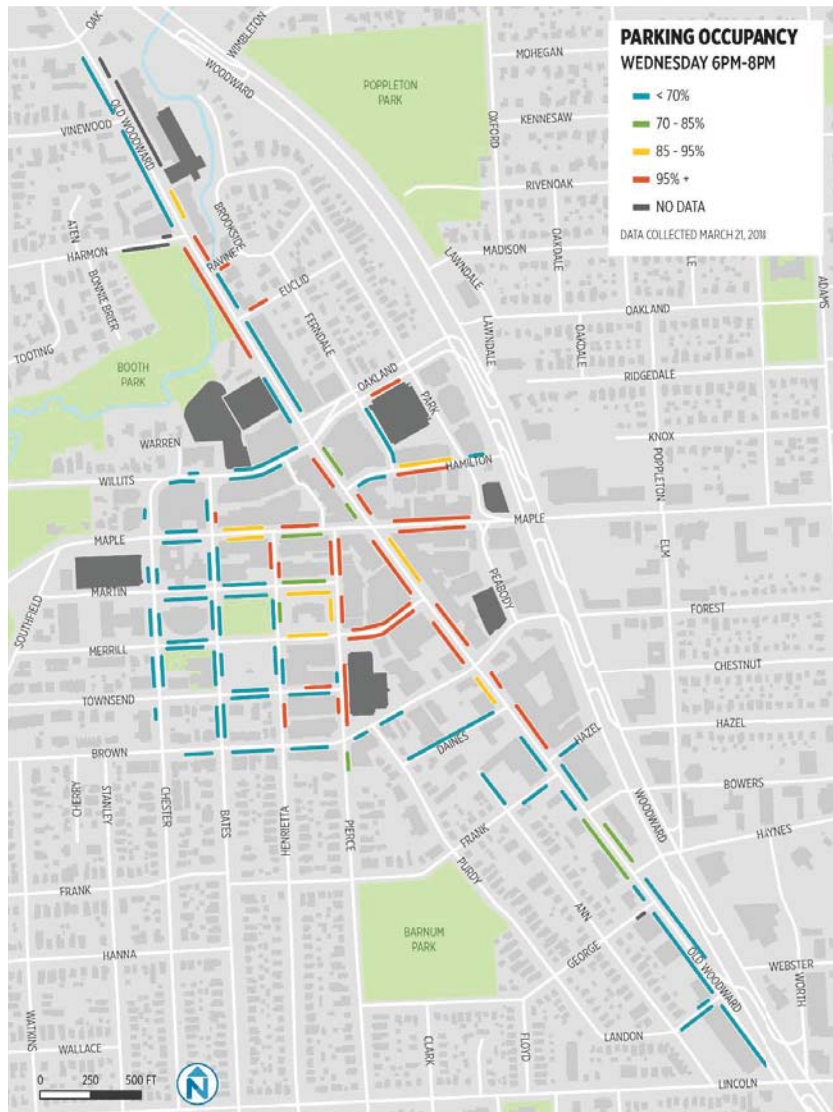 PARKING OCCUPANCY
WEDNESDAY 6PM-8PM
< 70%
70 - 85%
85 - 95%
95% +
NO DATA
DATA COLLECTED MARCH 21, 2018
OAK
WIMBLETON
WOODWARD
POPPLETON
PARK
OXFORD
MOHEGAN
KENNESAW
RIVENOAK
OLD WOODWARD
VINEWOOD
ATEN
HARMON
BONNIE BRIER
TOOTING
BROOKSIDE
RAVINE
EUCLID
FERNDALE
LAWNDALE
MADISON
OAKDALE
ADAMS
OAKLAND
LAWNDALE
OAKDALE
RIDGEDALE
BOOTH
PARK
OAKLAND
PARK
KNOX
POPPLETON
WARREN
WILLITS
HAMILTON
MAPLE
MAPLE
ELM
SOUTHFIELD
MARTIN
PEABODY
FOREST
MERRILL
CHESTNUT
TOWNSEND
HAZEL
HAZEL
BROWN
DAINES
BOWERS
CHERRY
STANLEY
CHESTER
BATES
HENRIETTA
PIERCE
WOODWARD
HAYNES
FRANK
FRANK
PURDY
ANN
BARNUM
PARK
HANNA
GEORGE
OLD WOODWARD
WEBSTER
WORTH
WATKINS
WALLACE
CLARK
FLOYD
LANDON
LINCOLN
0 250 500 FT
N